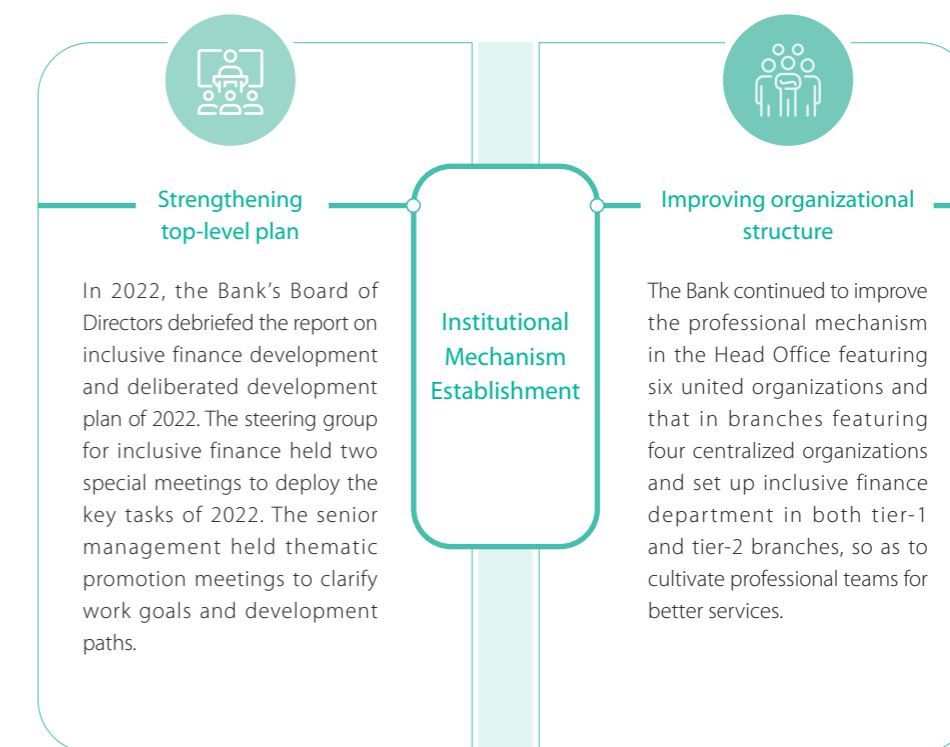 Strengthening
top-level plan
In 2022, the Bank's Board of
Directors debriefed the report on
inclusive finance development
and deliberated development
plan of 2022. The steering group
for inclusive finance held two
special meetings to deploy the
key tasks of 2022. The senior
management held thematic
promotion meetings to clarify
work goals and development
paths.
Institutional
Mechanism
Establishment
Improving organizational
structure
The Bank continued to improve
the professional mechanism
in the Head Office featuring
six united organizations and
that in branches featuring
four centralized organizations
and set up inclusive finance
department in both tier-1
and tier-2 branches, so as to
cultivate professional teams for
better services.